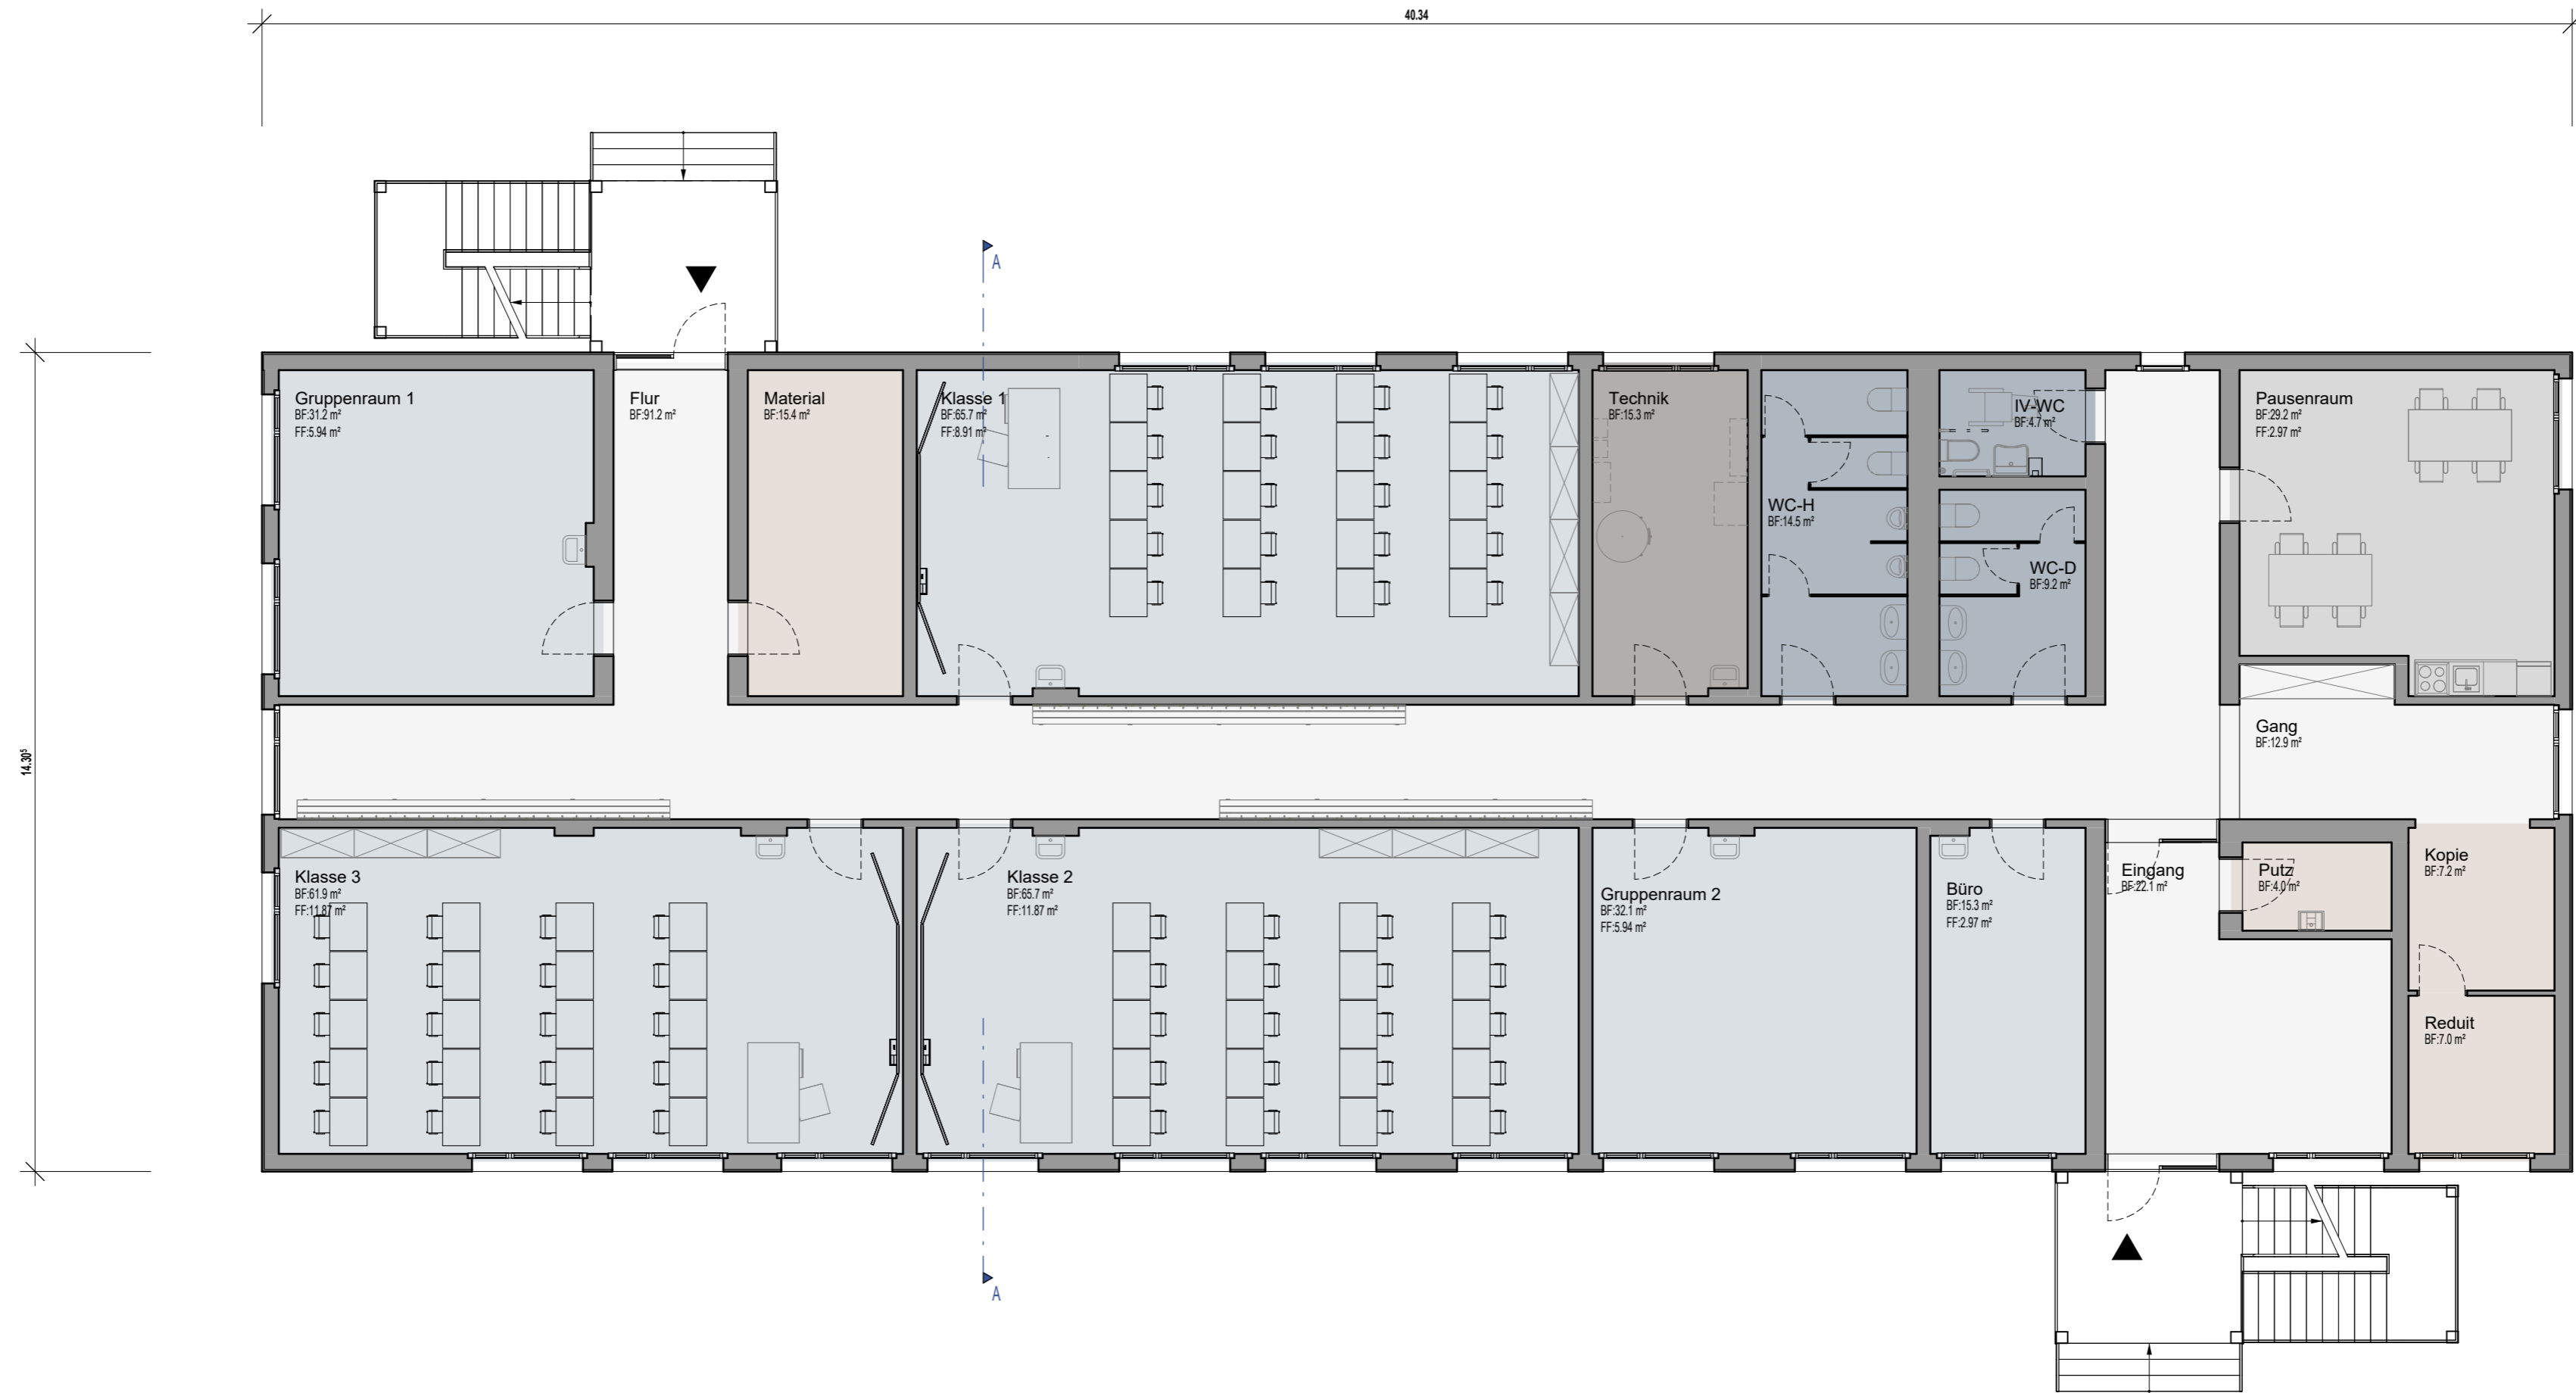 40.34
A
Gruppenraum 1
BF:31.2 m²
FF:5.94 m²
Flur
BF:91.2 m²
Material
BF:15.4 m²
Klasse 1
BF:65.7 m²
FF:8.91 m²
Technik
BF:15.3 m²
WC-H
BF:14.5 m²
IV-WC
BF:4.7 m²
WC-D
BF:9.2 m²
Pausenraum
BF:29.2 m²
FF:2.97 m²
14.30⁵
Gang
BF:12.9 m²
Klasse 3
BF:61.9 m²
FF:11.87 m²
Klasse 2
BF:65.7 m²
FF:11.87 m²
Gruppenraum 2
BF:32.1 m²
FF:5.94 m²
Büro
BF:15.3 m²
FF:2.97 m²
Eingang
BF:22.1 m²
Putz
BF:4.0 m²
Kopie
BF:7.2 m²
Reduit
BF:7.0 m²
A